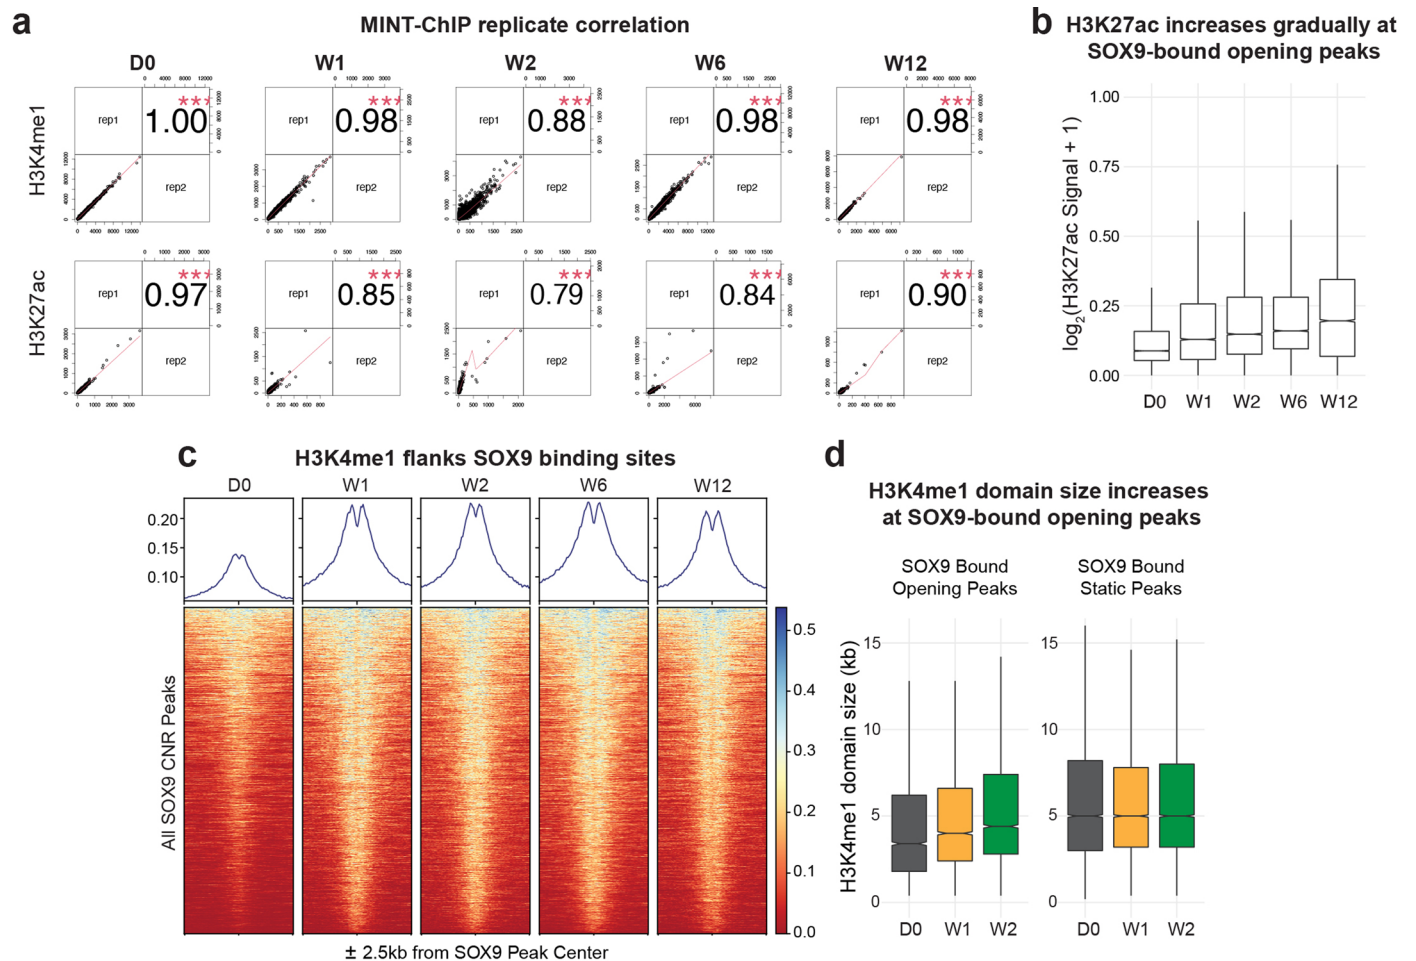 a
MINT-ChIP replicate correlation
D0
W1
W2
W6
W12
H3K4me1
rep1
1.00
***
rep2
rep1
0.98
***
rep2
rep1
0.88
***
rep2
rep1
0.98
***
rep2
rep1
0.98
***
rep2
H3K27ac
rep1
0.97
***
rep2
rep1
0.85
***
rep2
rep1
0.79
***
rep2
rep1
0.84
***
rep2
rep1
0.90
***
rep2
b
H3K27ac increases gradually at
SOX9-bound opening peaks
log2(H3K27ac Signal + 1)
1.00
0.75
0.50
0.25
0.00
D0
W1
W2
W6
W12
c
H3K4me1 flanks SOX9 binding sites
D0
W1
W2
W6
W12
0.20
0.15
0.10
All SOX9 CNR Peaks
0.5
0.4
0.3
0.2
0.1
0.0
± 2.5kb from SOX9 Peak Center
d
H3K4me1 domain size increases
at SOX9-bound opening peaks
SOX9 Bound
Opening Peaks
SOX9 Bound
Static Peaks
H3K4me1 domain size (kb)
15
10
5
0
D0
W1
W2
15
10
5
0
D0
W1
W2